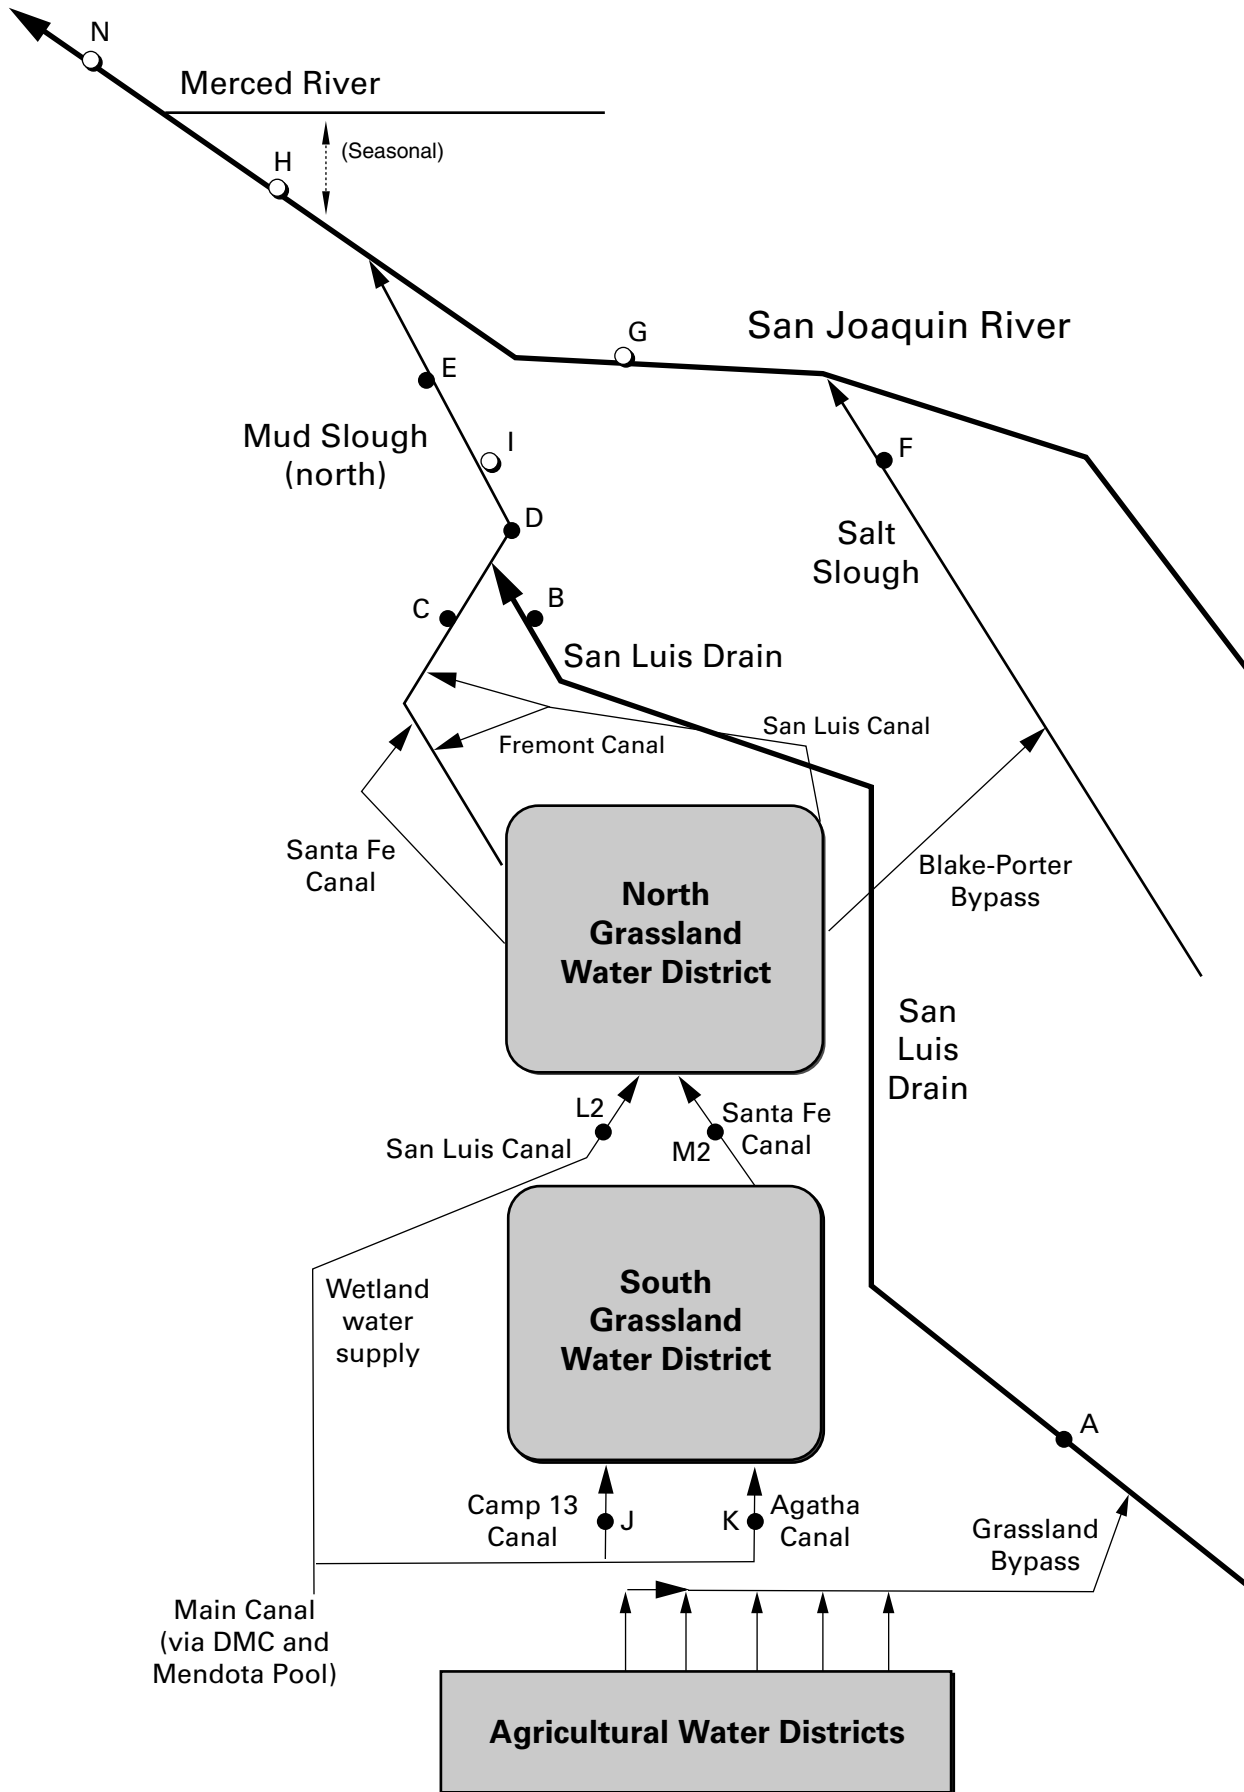 N
Merced River
H
(Seasonal)
G
San Joaquin River
E
Mud Slough
(north)
I
F
D
Salt
Slough
C
B
San Luis Drain
San Luis Canal
Fremont Canal
Santa Fe
Canal
North
Grassland
Water District
Blake-Porter
Bypass
San
Luis
Drain
L2
San Luis Canal
M2
Santa Fe
Canal
Wetland
water
supply
South
Grassland
Water District
A
Camp 13
Canal
J
K
Agatha
Canal
Grassland
Bypass
Main Canal
(via DMC and
Mendota Pool)
Agricultural Water Districts